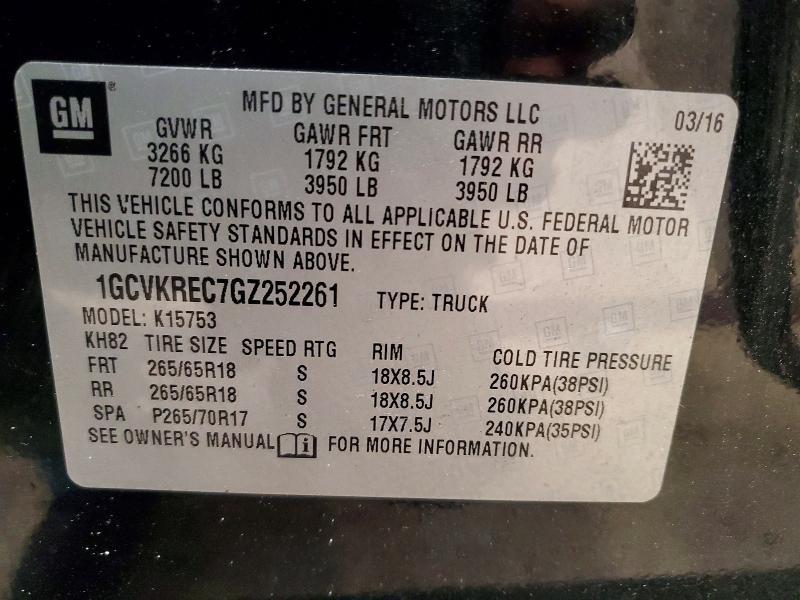 GM
MFD BY GENERAL MOTORS LLC
03/16
GVWR GAWR FRT GAWR RR
3266 KG 1792 KG 1792 KG
7200 LB 3950 LB 3950 LB
THIS VEHICLE CONFORMS TO ALL APPLICABLE U.S. FEDERAL MOTOR
VEHICLE SAFETY STANDARDS IN EFFECT ON THE DATE OF
MANUFACTURE SHOWN ABOVE.
1GCVKREC7GZ252261 TYPE: TRUCK
MODEL: K15753
KH82 TIRE SIZE SPEED RTG RIM COLD TIRE PRESSURE
FRT 265/65R18 S 18X8.5J 260KPA(38PSI)
RR 265/65R18 S 18X8.5J 260KPA(38PSI)
SPA P265/70R17 S 17X7.5J 240KPA(35PSI)
SEE OWNER'S MANUAL FOR MORE INFORMATION.